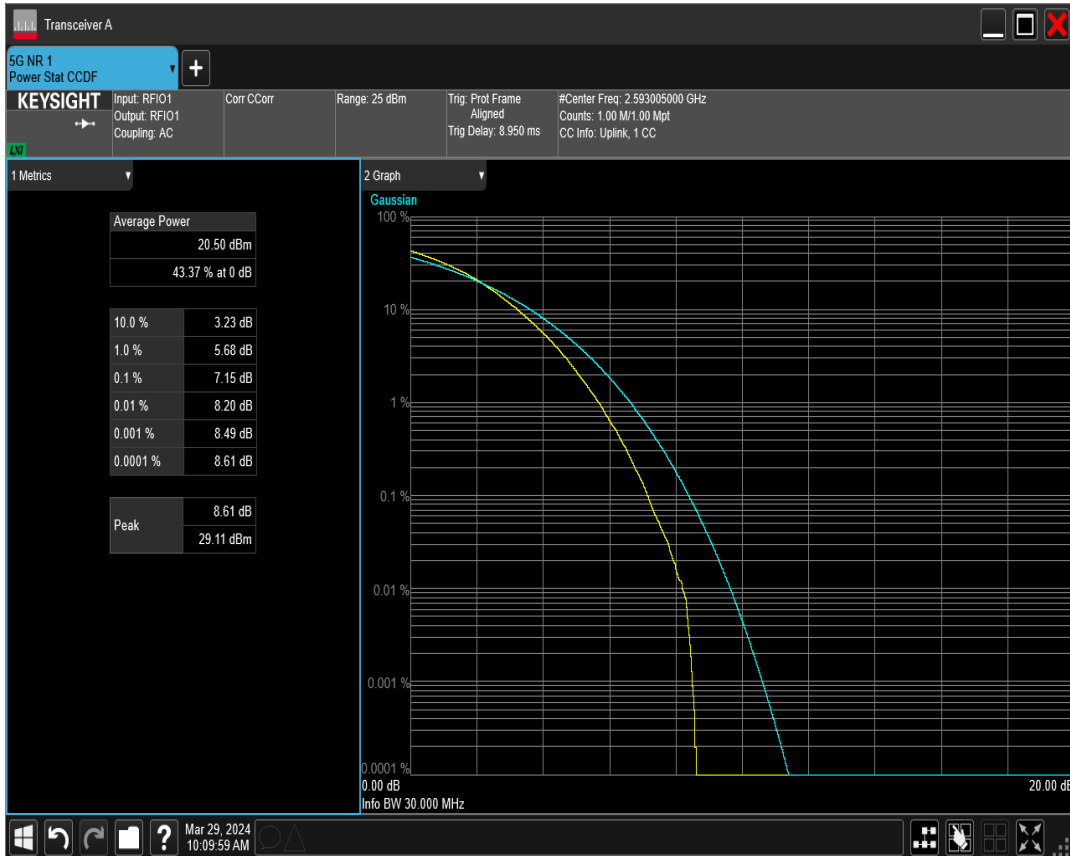 Transceiver A
5G NR 1
Power Stat CCDF
KEYSIGHT
LXI
Input: RFIO1
Output: RFIO1
Coupling: AC
Corr CCorr
Range: 25 dBm
Trig: Prot Frame
Aligned
Trig Delay: 8.950 ms
#Center Freq: 2.593005000 GHz
Counts: 1.00 M/1.00 Mpt
CC Info: Uplink, 1 CC
1 Metrics
Average Power
20.50 dBm
43.37 % at 0 dB
10.0 % 3.23 dB
1.0 % 5.68 dB
0.1 % 7.15 dB
0.01 % 8.20 dB
0.001 % 8.49 dB
0.0001 % 8.61 dB
Peak
8.61 dB
29.11 dBm
2 Graph
Gaussian
100 %
10 %
1 %
0.1 %
0.01 %
0.001 %
0.0001 %
0.00 dB
20.00 dB
Info BW 30.000 MHz
?
Mar 29, 2024
10:09:59 AM